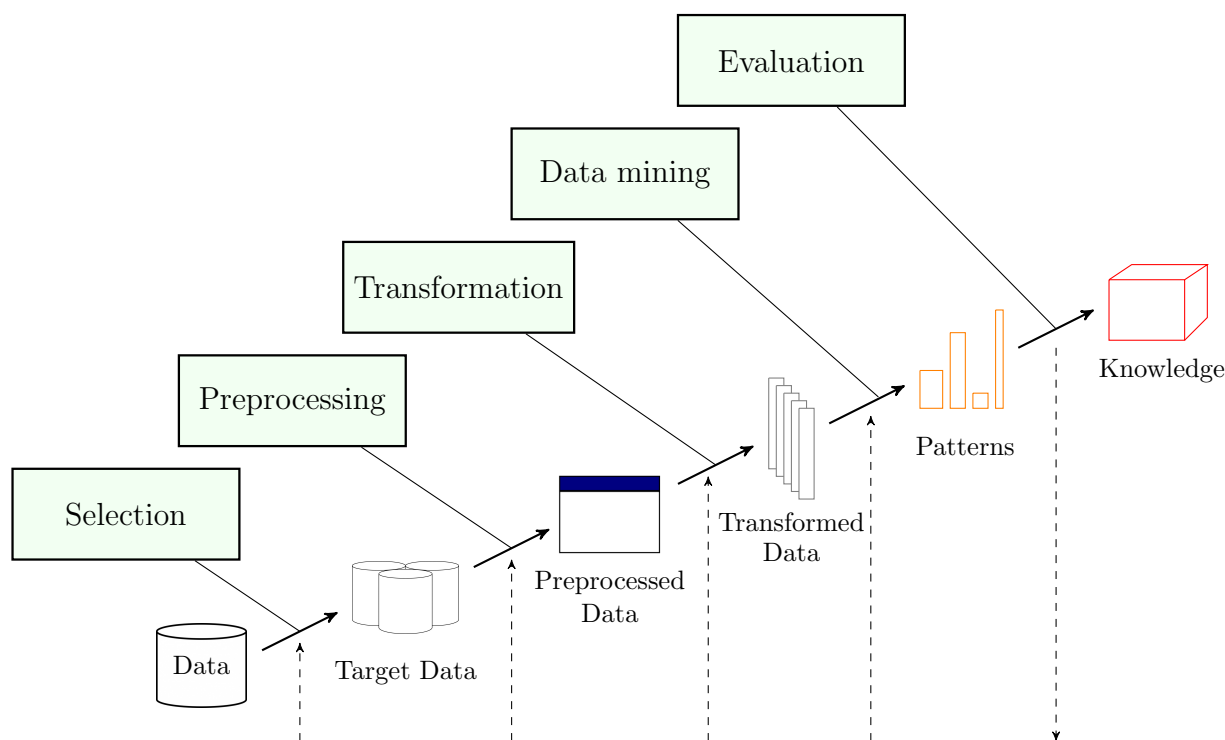 Evaluation
Data mining
Transformation
Preprocessing
Selection
Data
Target Data
Preprocessed
Data
Transformed
Data
Patterns
Knowledge